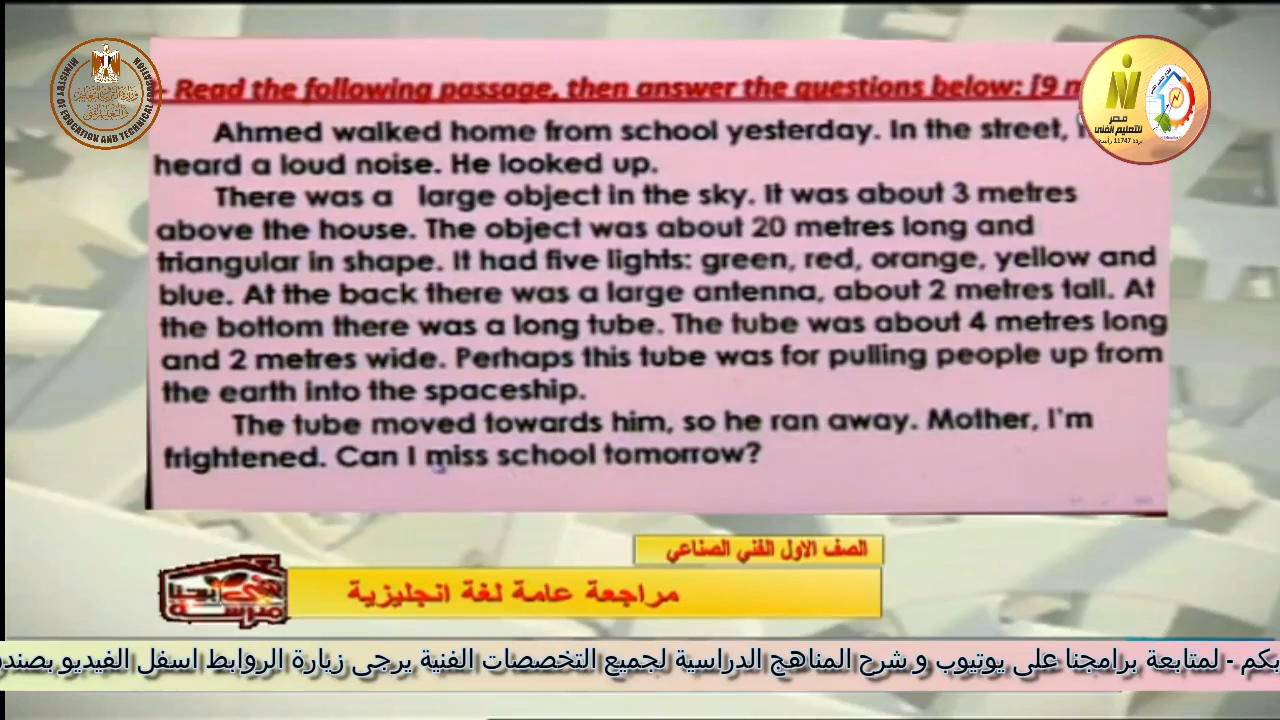 Read the following passage, then answer the questions below: [9
Ahmed walked home from school yesterday. In the street,
heard a loud noise. He looked up.
There was a large object in the sky. It was about 3 metres
above the house. The object was about 20 metres long and
triangular in shape. It had five lights: green, red, orange, yellow and
blue. At the back there was a large antenna, about 2 metres tall. At
the bottom there was a long tube. The tube was about 4 metres long
and 2 metres wide. Perhaps this tube was for pulling people up from
the earth into the spaceship.
The tube moved towards him, so he ran away. Mother, I'm
frightened. Can I miss school tomorrow?
مصر
للتعليم الفنى
الصف الاول الفني الصناعي
مراجعة عامة لغة انجليزية
بكم - لمتابعة برامجنا على يوتيوب و شرح المناهج الدراسية لجميع التخصصات الفنية يرجى زيارة الروابط اسفل الفيديو